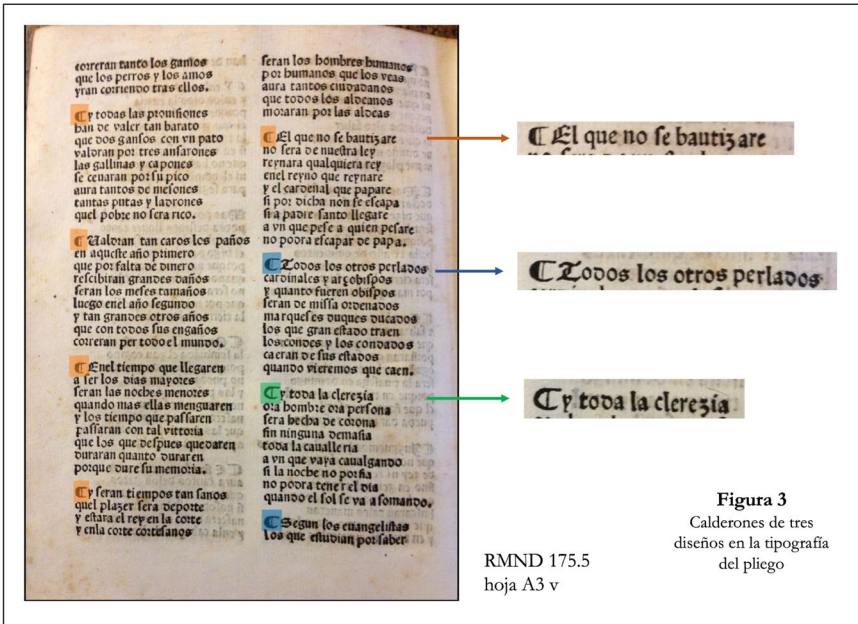 correran tanto los gansos
que los perros y los amos
yran corriendo tras ellos.
¶ y todas las prouisiones
han de valer tan barato
que dos gansos con vn pato
valoran por tres ansarones
las gallinas y capones
se cenaran por su pico
aura tantos de mesones
tantas putas y ladrones
quel pobre no sera rico.
¶ Ualdran tan caros los paños
en aqueste año primero
que por falta de dinero
rescibiran grandes daños
seran los meses tamaños
luego enel año segundo
y tan grandes otros años
que con todos sus engaños
correran per todo el mundo.
¶ Enel tiempo que llegaren
a ser los dias mayores
seran las noches menores
quando mas ellas menguaren
y los tiempo que passaren
passaran con tal vittoria
que los que despues quedaren
duraran quanto duraren
porque dure su memoria.
¶ y seran tiempos tan sanos
quel plazer sera deporte
y estara el rey en la corte
y enla corte cortesanos
seran los hombres humanos
por humanos que los veas
aura tantos ciudadanos
que todos los aldeanos
moraran por las aldeas
¶ El que no se bautizare
no sera de nuestra ley
reynara qualquiera rey
enel reyno que reynare
y el cardenal que papare
si por dicha non se escapa
si a padre santo llegare
a vn que pese a quien pesare
no podra escapar de papa.
¶ Todos los otros perlados
cardinales y arçobispos
y quanto fueren obispos
seran de missa ordenados
marqueses duques ducados
los que gran estado traen
los condes y los condados
caeran de sus estados
quando vieremos que caen.
¶ y toda la clerezia
ora hombre ora persona
sera hecha de corona
sin ninguna demasia
toda la caualleria
a vn que vaya caualgando
si la noche no porfia
no podra tener el dia
quando el sol se va a somando.
¶ Segun los euangelistas
los que estudian por saber
¶ El que no se bautizare
¶ Todos los otros perlados
¶ y toda la clerezia
RMND 175.5
hoja A3 v
Figura 3
Calderones de tres
diseños en la tipografía
del pliego